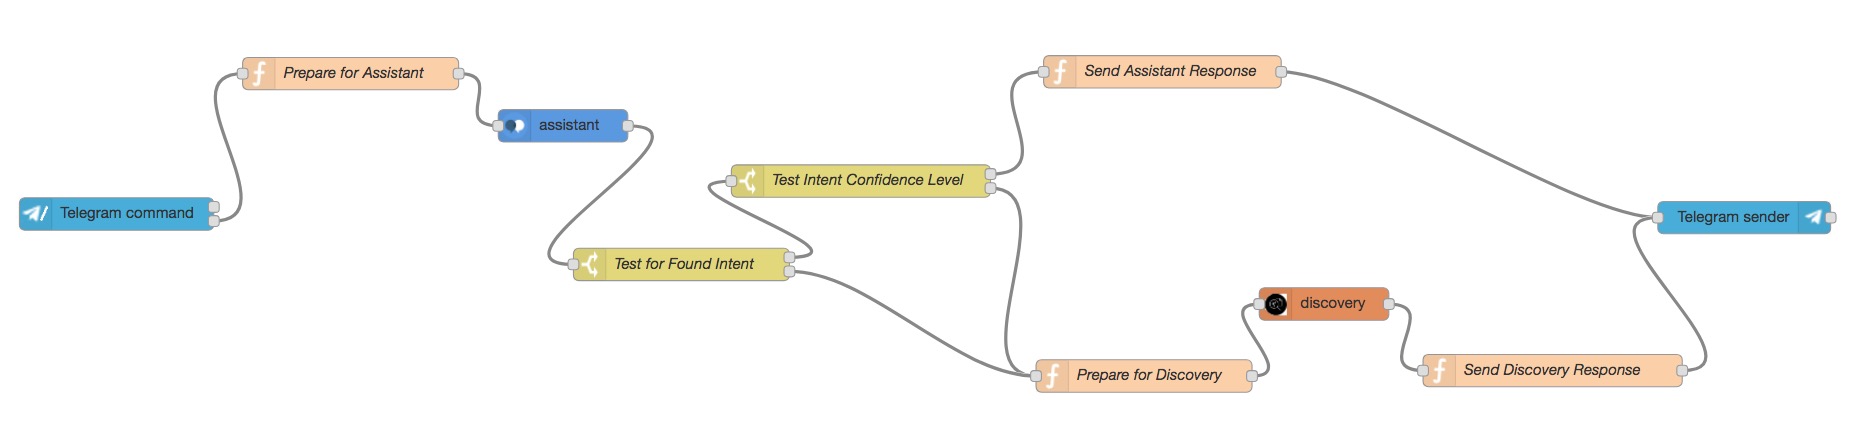 Prepare for Assistant
Send Assistant Response
assistant
Test Intent Confidence Level
Telegram command
Telegram sender
Test for Found Intent
discovery
Prepare for Discovery
Send Discovery Response